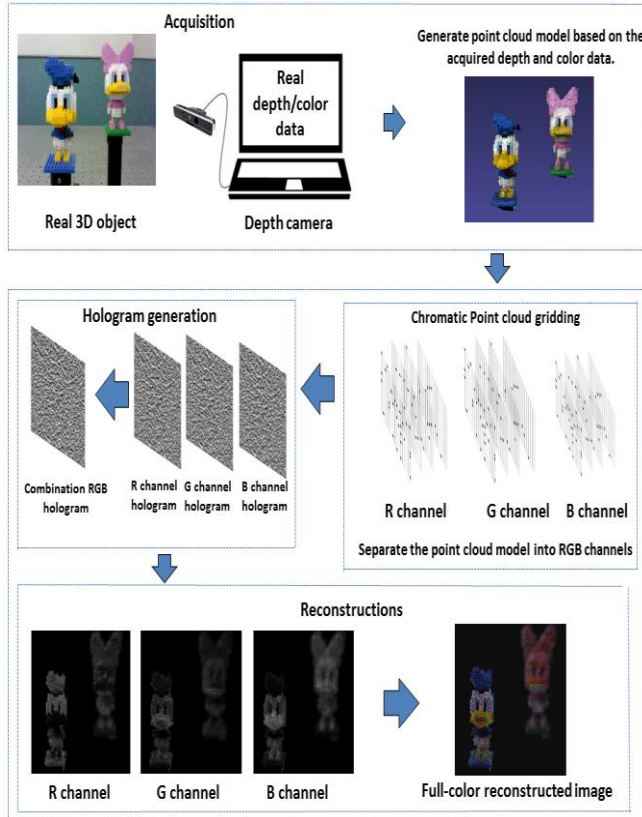 Acquisition
Real
depth/color
data
Generate point cloud model based on the
acquired depth and color data.
Real 3D object
Depth camera
Hologram generation
Combination RGB
hologram
R channel
hologram
G channel
hologram
B channel
hologram
Chromatic Point cloud gridding
R channel
G channel
B channel
Separate the point cloud model into RGB channels
Reconstructions
R channel
G channel
B channel
Full-color reconstructed image